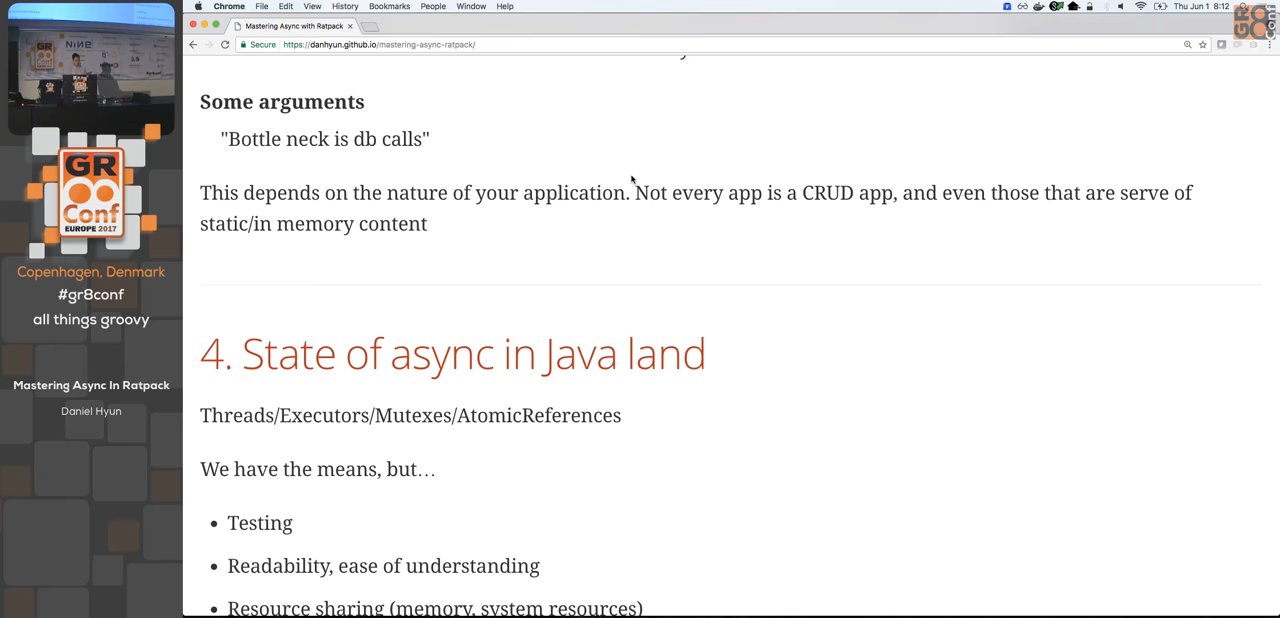 Chrome File Edit View History Bookmarks People Window Help
Thu Jun 1 8:12
Mastering Async with Ratpack
Secure https://danhyun.github.io/mastering-async-ratpack/
Some arguments
"Bottle neck is db calls"
This depends on the nature of your application. Not every app is a CRUD app, and even those that are serve of
static/in memory content
4. State of async in Java land
Threads/Executors/Mutexes/AtomicReferences
We have the means, but…
• Testing
• Readability, ease of understanding
• Resource sharing (memory, system resources)
GR
Conf
EUROPE 2017
Copenhagen, Denmark
#gr8conf
all things groovy
Mastering Async In Ratpack
Daniel Hyun